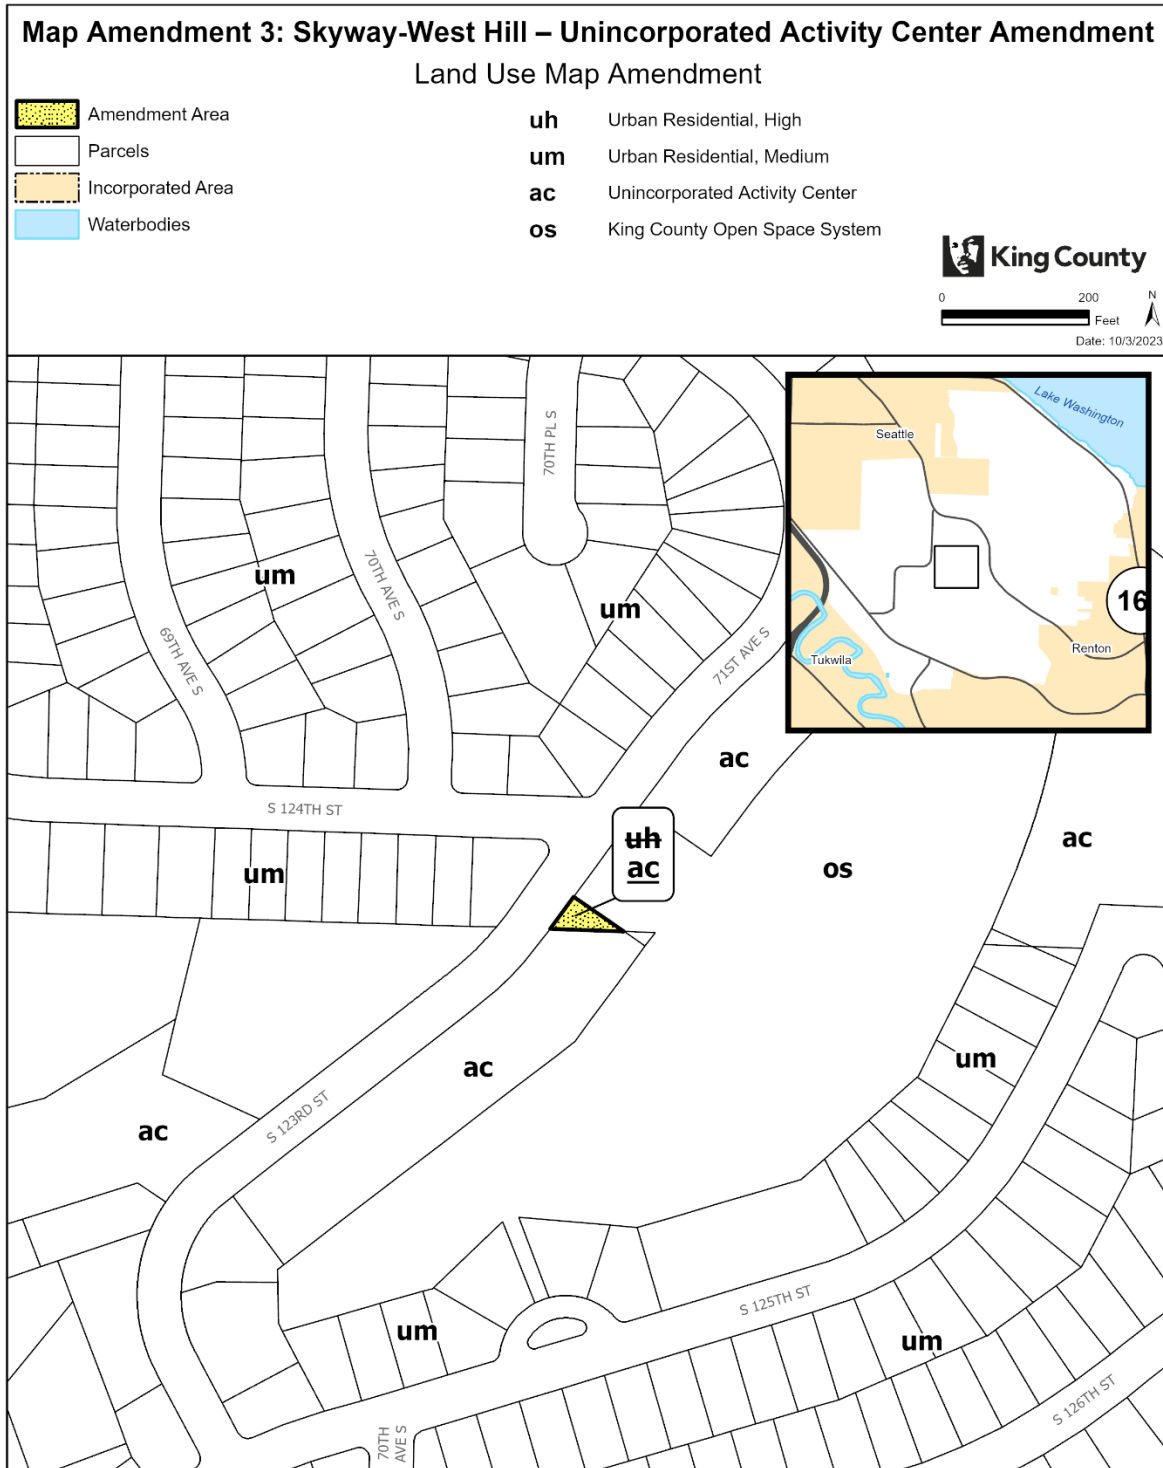 Map Amendment 3: Skyway-West Hill – Unincorporated Activity Center Amendment
Land Use Map Amendment
Amendment Area
Parcels
Incorporated Area
Waterbodies
uh Urban Residential, High
um Urban Residential, Medium
ac Unincorporated Activity Center
os King County Open Space System
King County
0 200
Feet
N
Date: 10/3/2023
Lake Washington
Seattle
16
Renton
Tukwila
70TH PL S
70TH AVE S
69TH AVE S
71ST AVE S
um
um
ac
S 124TH ST
uh
ac
um
os
ac
um
ac
ac
S 123RD ST
S 125TH ST
um
um
S 126TH ST
70TH
AVE S